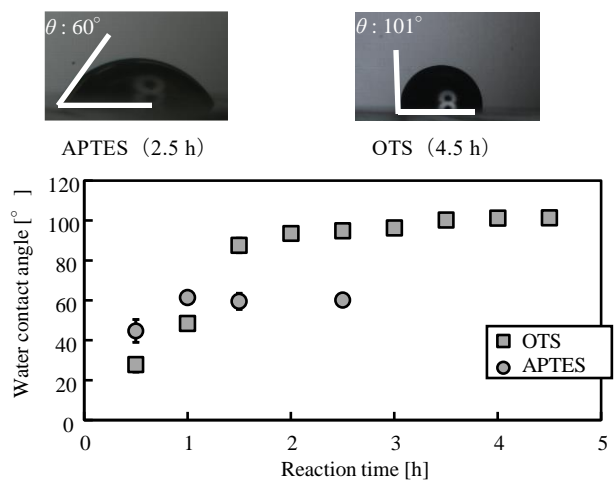 θ : 60°
θ : 101°
APTES (2.5 h)
OTS (4.5 h)
Water contact angle [°]
120
100
80
60
40
20
0
OTS
APTES
0 1 2 3 4 5
Reaction time [h]